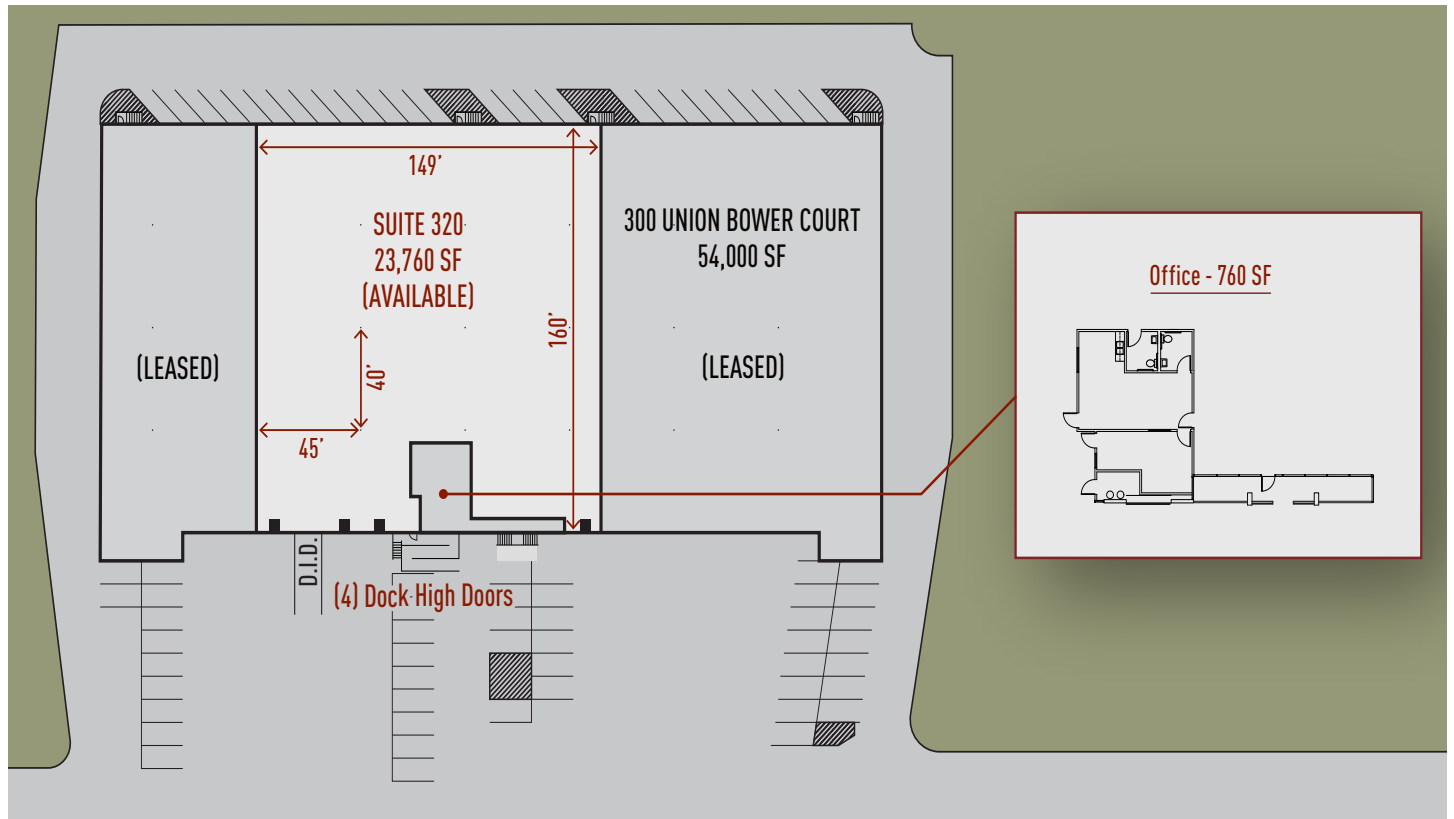 149'
SUITE 320
23,760 SF
(AVAILABLE)
300 UNION BOWER COURT
54,000 SF
Office - 760 SF
160'
(LEASED)
40'
(LEASED)
45'
D.I.D.
(4) Dock High Doors